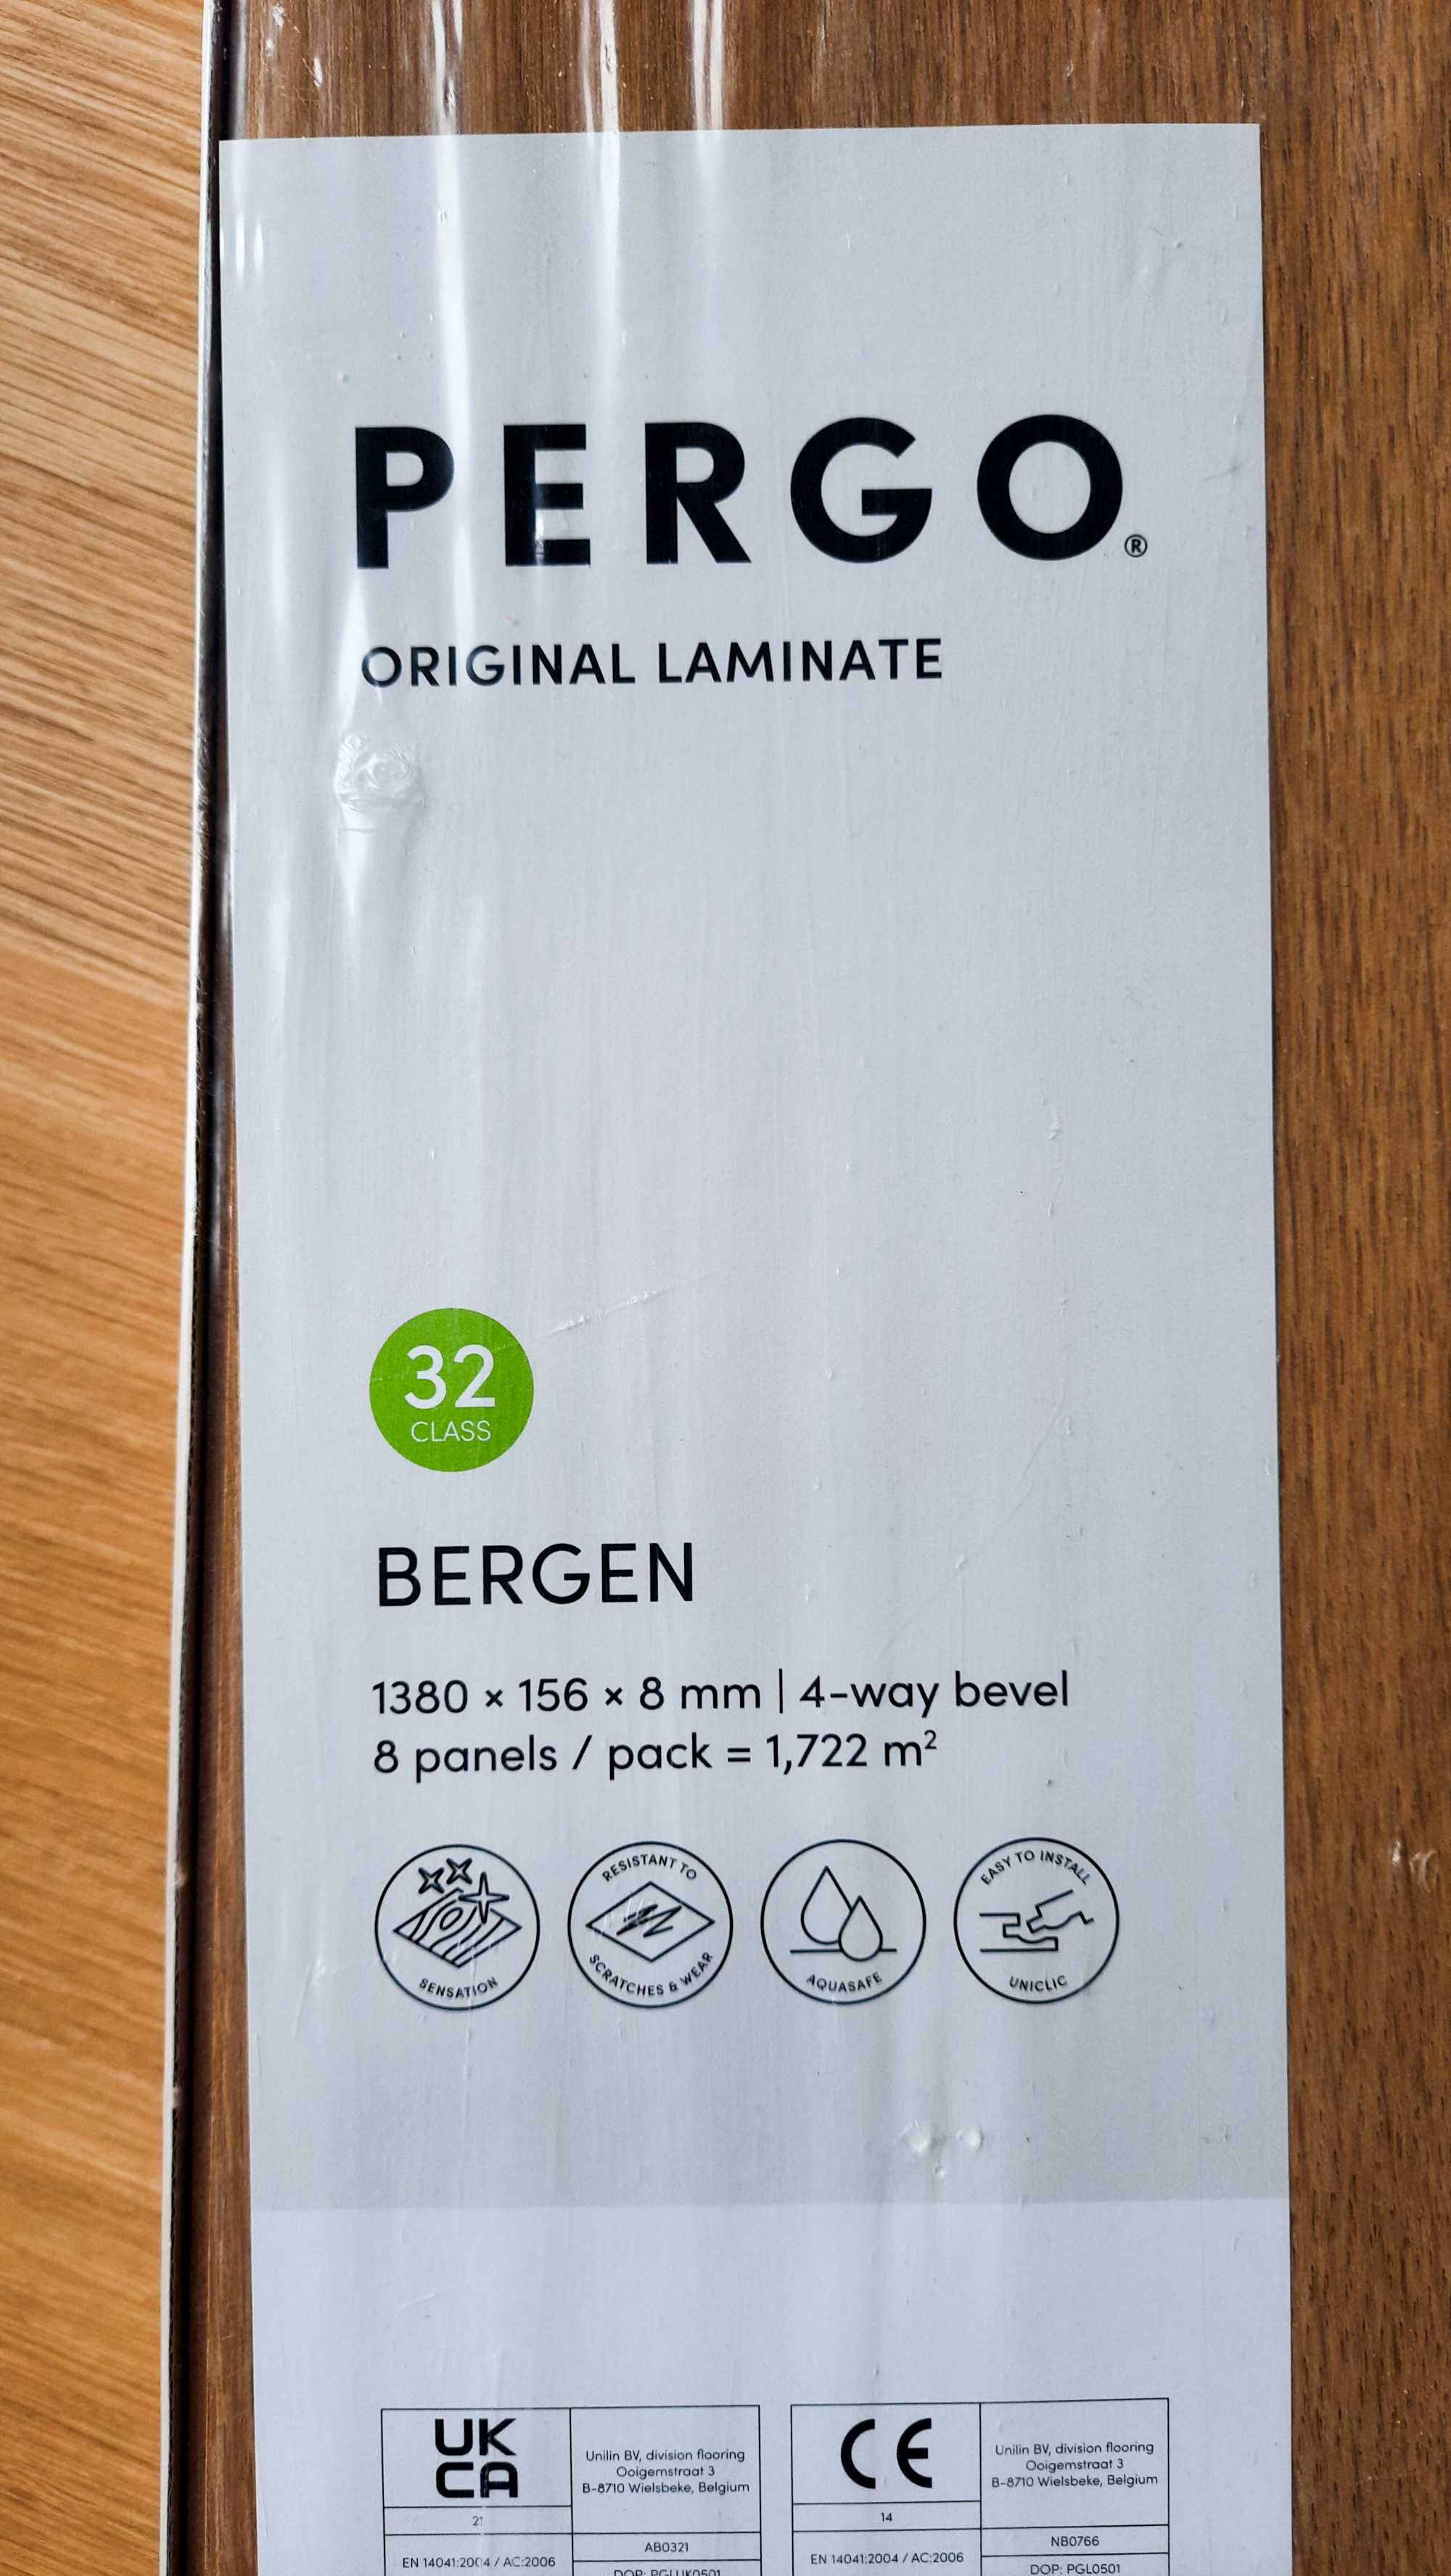 PERGO®
ORIGINAL LAMINATE
32
CLASS
BERGEN
1380 × 156 × 8 mm | 4-way bevel
8 panels / pack = 1,722 m²
SENSATION
RESISTANT TO
SCRATCHES & WEAR
AQUASAFE
EASY TO INSTALL
UNICLIC
UK
CA
Unilin BV, division flooring
Ooigemstraat 3
B-8710 Wielsbeke, Belgium
21
AB0321
EN 14041:2004 / AC:2006
CE
Unilin BV, division flooring
Ooigemstraat 3
B-8710 Wielsbeke, Belgium
14
NB0766
EN 14041:2004 / AC:2006
DOP: PGL0501